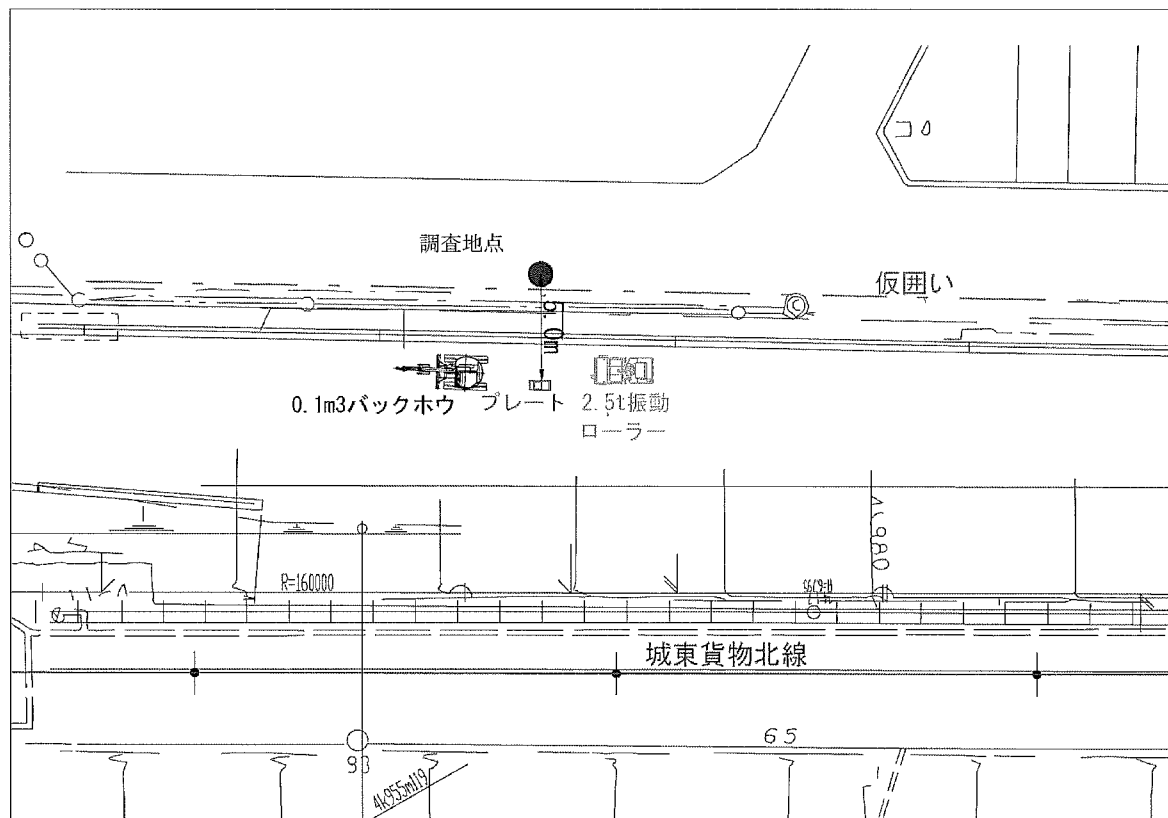 調査地点
仮囲い
0.1m3バックホウ
プレート
2.5t振動
ローラー
R=160000
城東貨物北線
65
93
4k955m119